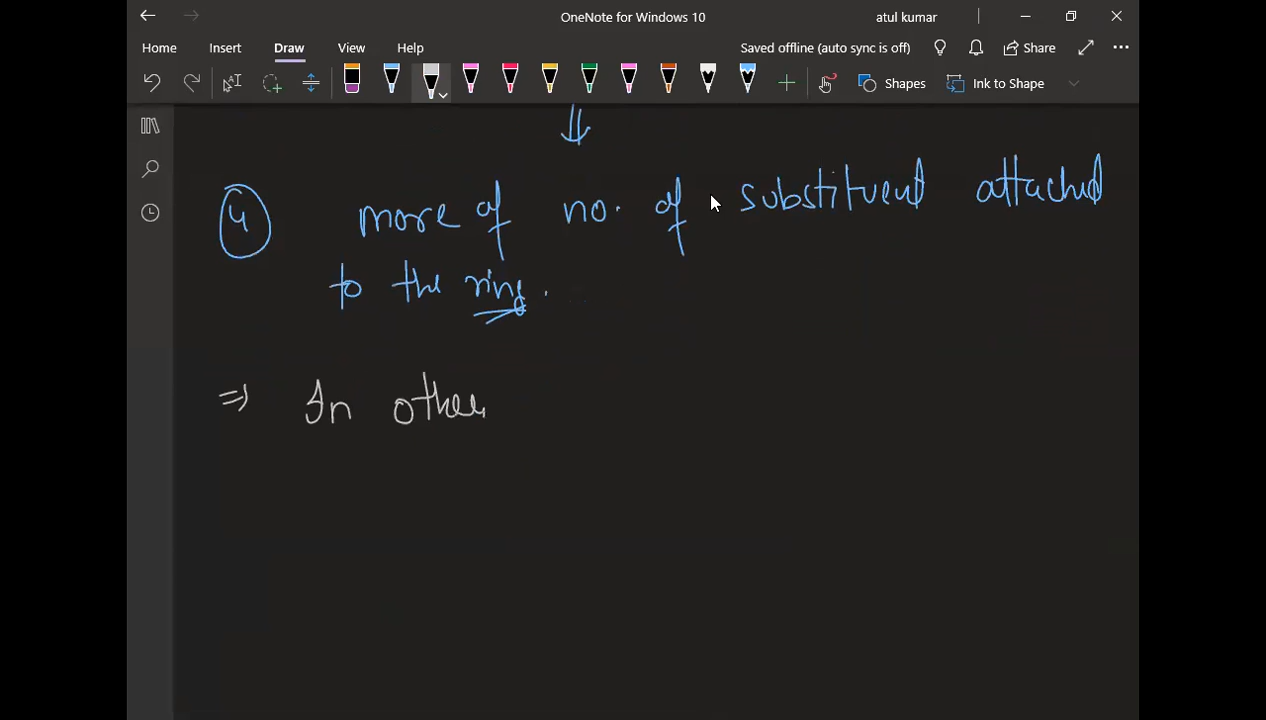 OneNote for Windows 10
atul kumar
Home Insert Draw View Help
Saved offline (auto sync is off)
Share
Shapes
Ink to Shape
4 more of no. of substituent attached
to the ring.
⇒ In other